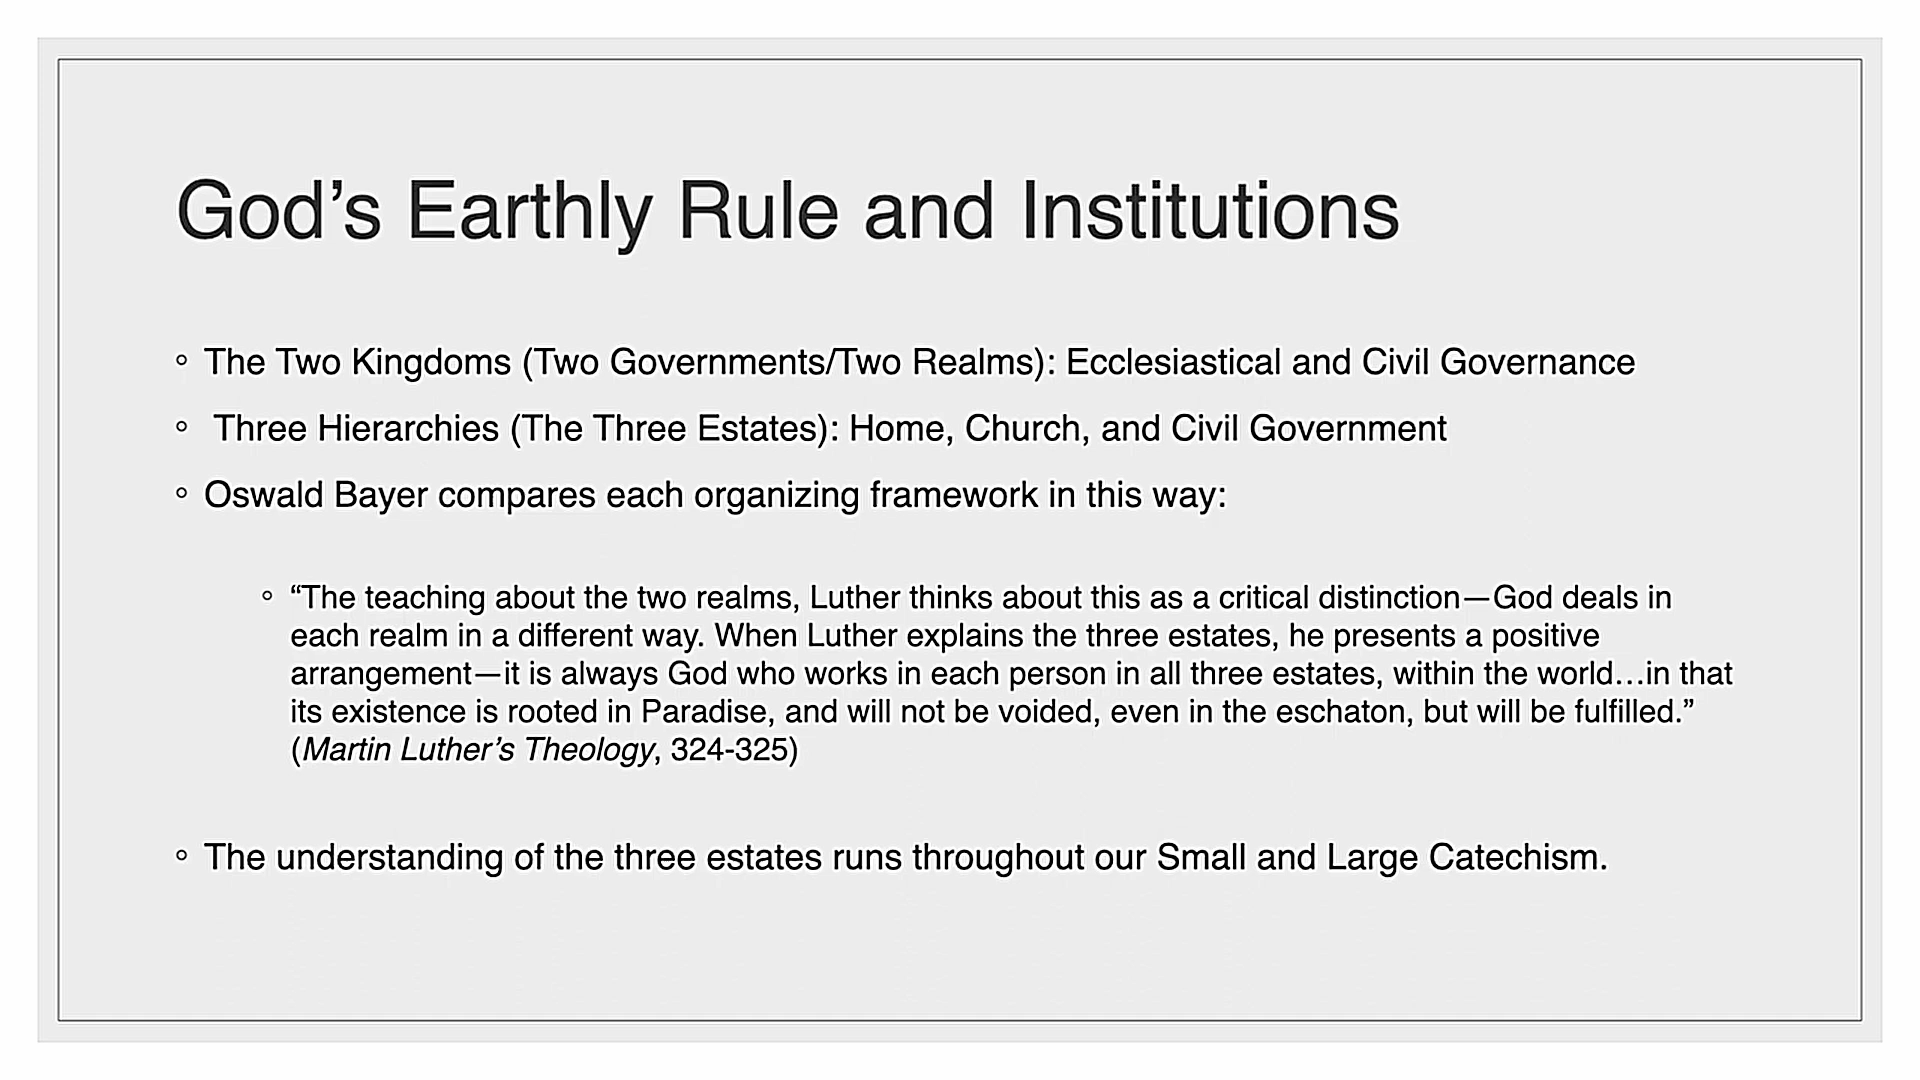 God’s Earthly Rule and Institutions
◦ The Two Kingdoms (Two Governments/Two Realms): Ecclesiastical and Civil Governance
◦ Three Hierarchies (The Three Estates): Home, Church, and Civil Government
◦ Oswald Bayer compares each organizing framework in this way:
◦ “The teaching about the two realms, Luther thinks about this as a critical distinction—God deals in
each realm in a different way. When Luther explains the three estates, he presents a positive
arrangement—it is always God who works in each person in all three estates, within the world…in that
its existence is rooted in Paradise, and will not be voided, even in the eschaton, but will be fulfilled.”
(Martin Luther’s Theology, 324-325)
◦ The understanding of the three estates runs throughout our Small and Large Catechism.